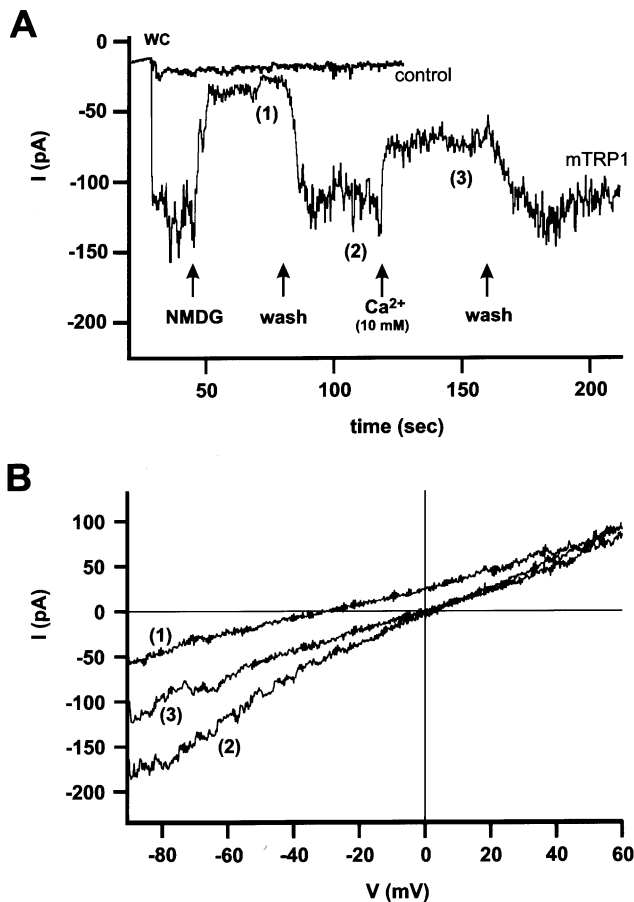 A
WC
0
-50
-100
-150
-200
I (pA)
control
(1)
mTRP1
(3)
(2)
NMDG
wash
Ca²⁺
(10 mM)
wash
50
100
150
200
time (sec)
B
100
50
0
-50
-100
-150
-200
I (pA)
(1)
(3)
(2)
-80
-60
-40
-20
0
20
40
60
V (mV)